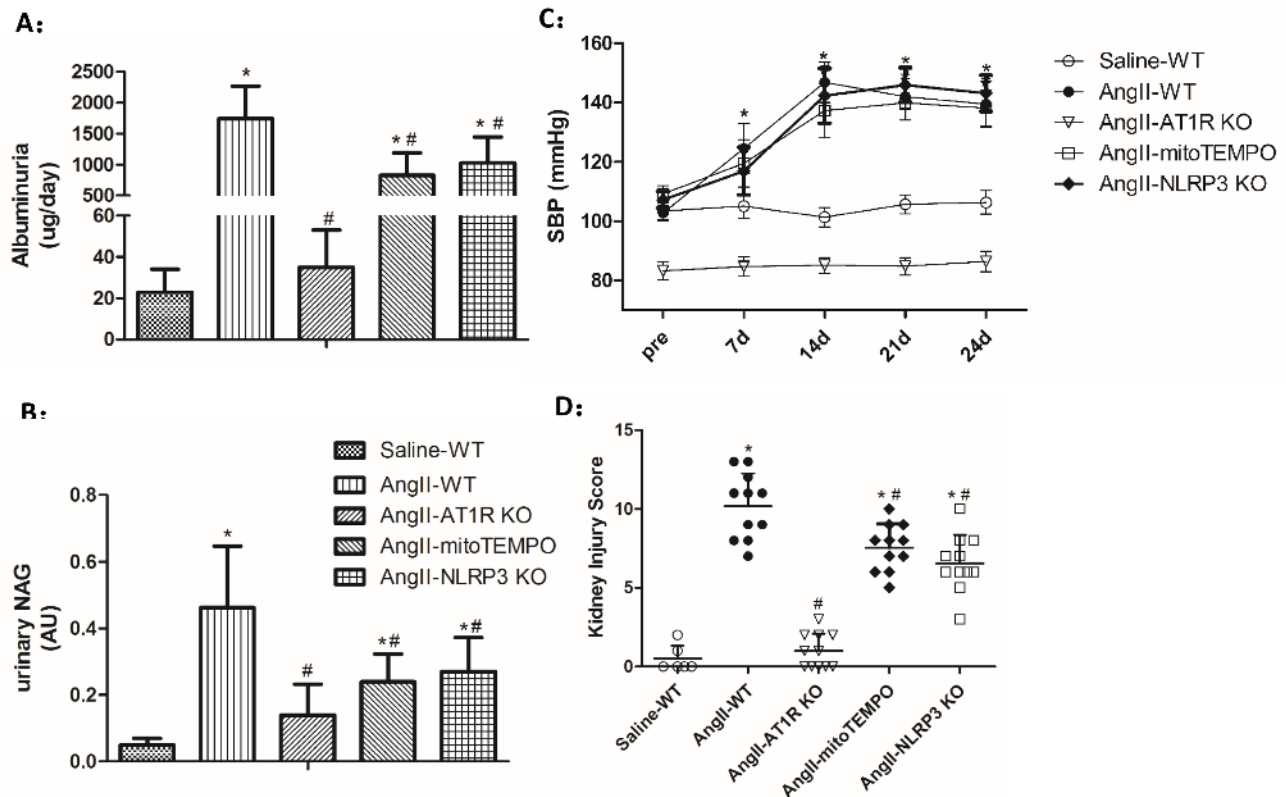 A:
2500
2000
1500
1000
500
60
40
20
0
Albuminuria
(ug/day)
*
#
* #
* #
C:
160
140
120
100
80
SBP (mmHg)
*
*
*
*
pre
7d
14d
21d
24d
Saline-WT
AngII-WT
AngII-AT1R KO
AngII-mitoTEMPO
AngII-NLRP3 KO
B:
Saline-WT
AngII-WT
AngII-AT1R KO
AngII-mitoTEMPO
AngII-NLRP3 KO
0.8
0.6
0.4
0.2
0.0
urinary NAG
(AU)
*
#
*#
*#
D:
15
10
5
0
Kidney Injury Score
*
#
* #
* #
Saline-WT
AngII-WT
AngII-AT1R KO
AngII-mitoTEMPO
AngII-NLRP3 KO